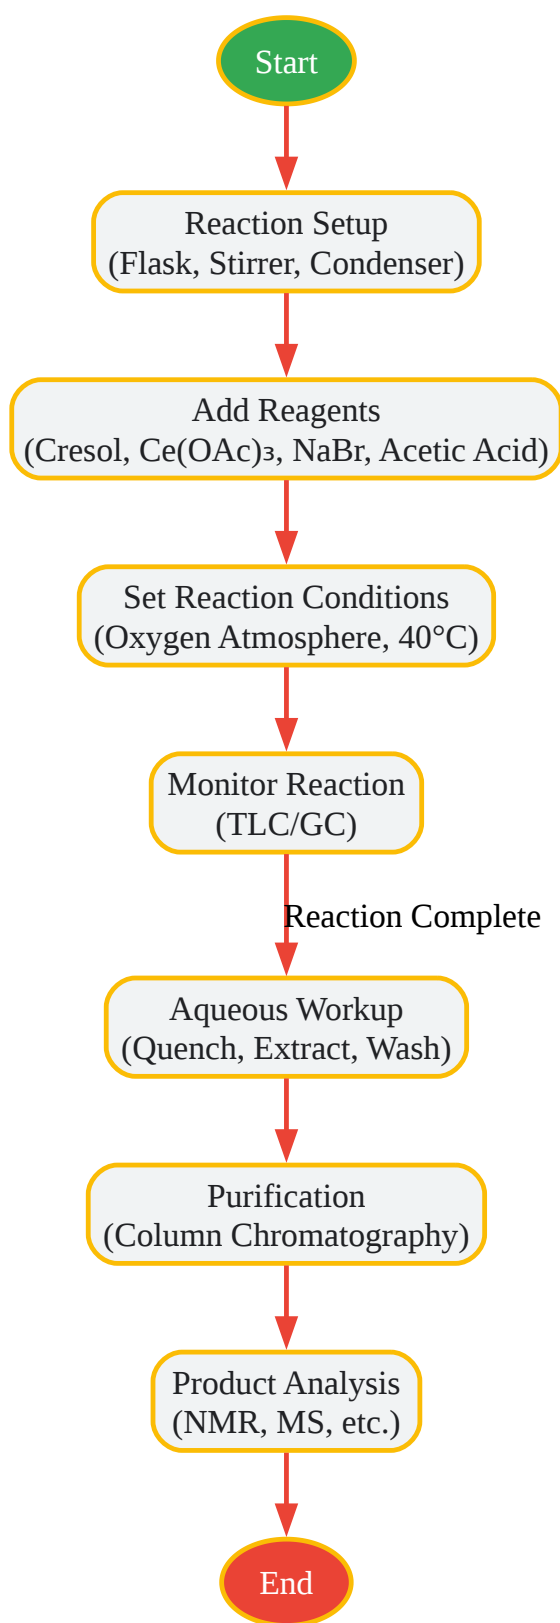 Start
Reaction Setup
(Flask, Stirrer, Condenser)
Add Reagents
(Cresol, Ce(OAc)₃, NaBr, Acetic Acid)
Set Reaction Conditions
(Oxygen Atmosphere, 40°C)
Monitor Reaction
(TLC/GC)
Reaction Complete
Aqueous Workup
(Quench, Extract, Wash)
Purification
(Column Chromatography)
Product Analysis
(NMR, MS, etc.)
End